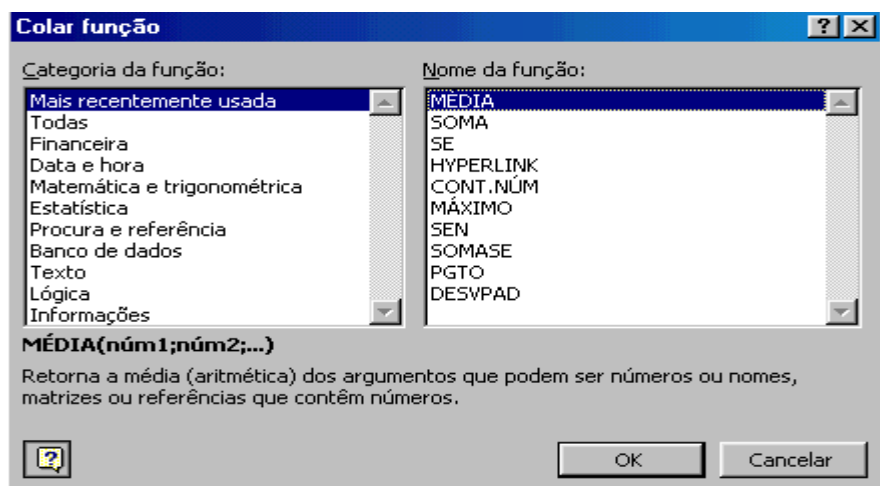 Colar função
Categoria da função:
Mais recentemente usada
Todas
Financeira
Data e hora
Matemática e trigonométrica
Estatística
Procura e referência
Banco de dados
Texto
Lógica
Informações
Nome da função:
MÉDIA
SOMA
SE
HYPERLINK
CONT.NÚM
MÁXIMO
SEN
SOMASE
PGTO
DESVPAD
MÉDIA(núm1;núm2;...)
Retorna a média (aritmética) dos argumentos que podem ser números ou nomes,
matrizes ou referências que contêm números.
OK
Cancelar